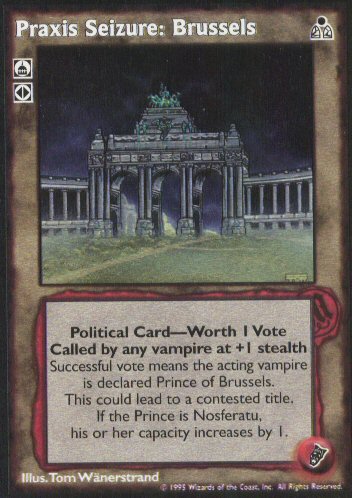 Praxis Seizure: Brussels
Political Card—Worth 1 Vote
Called by any vampire at +1 stealth
Successful vote means the acting vampire
is declared Prince of Brussels.
This could lead to a contested title.
If the Prince is Nosferatu,
his or her capacity increases by 1.
Illus. Tom Wänerstrand
© 1995 Wizards of the Coast, Inc. All Rights Reserved.